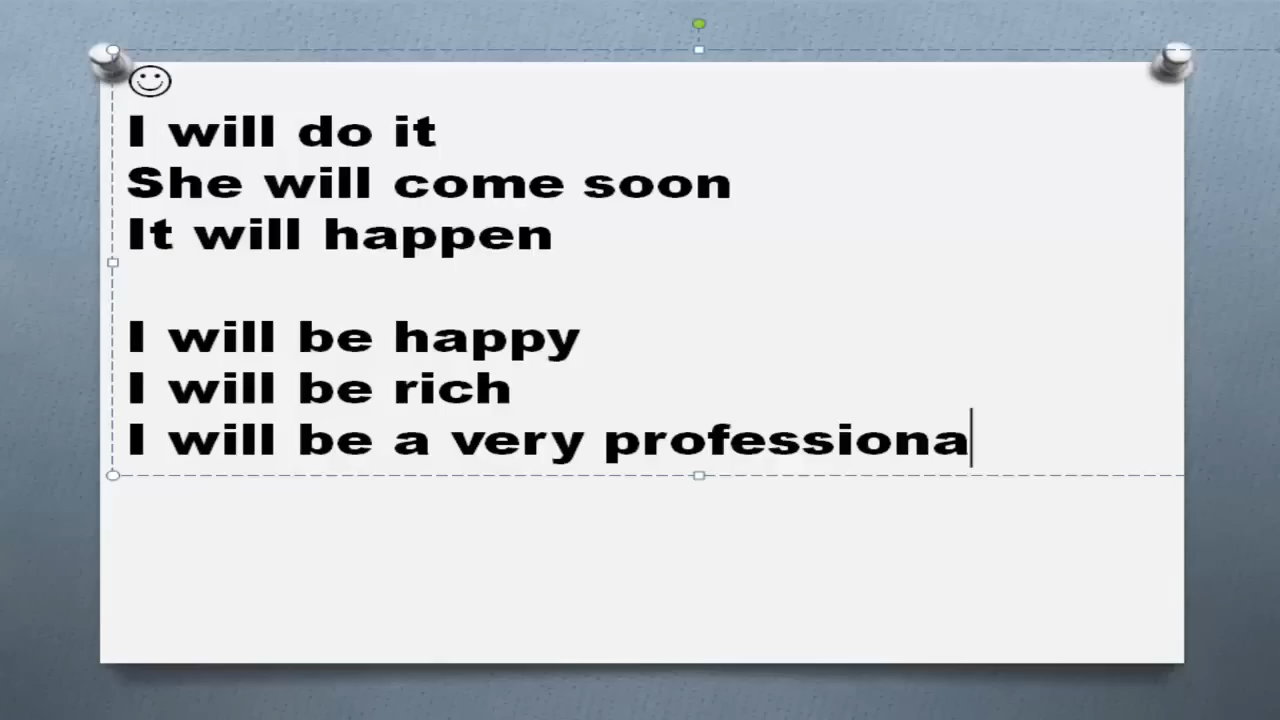 I will do it
She will come soon
It will happen
I will be happy
I will be rich
I will be a very professiona